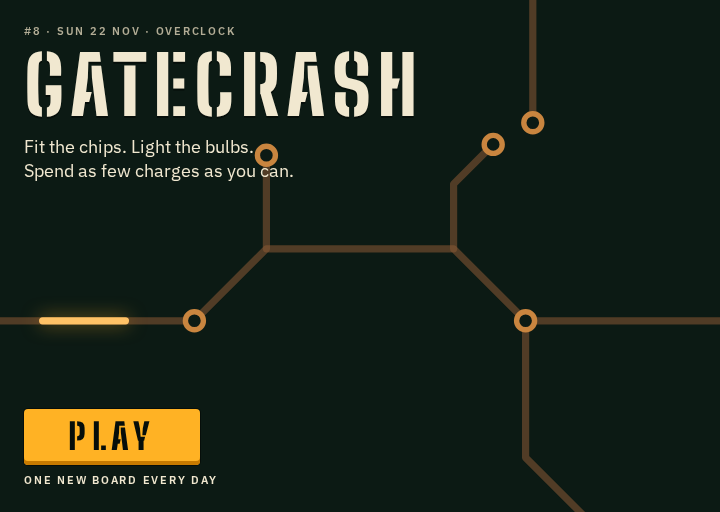 #8 · SUN 22 NOV · OVERCLOCK
GATECRASH
Fit the chips. Light the bulbs.
Spend as few charges as you can.
PLAY
ONE NEW BOARD EVERY DAY